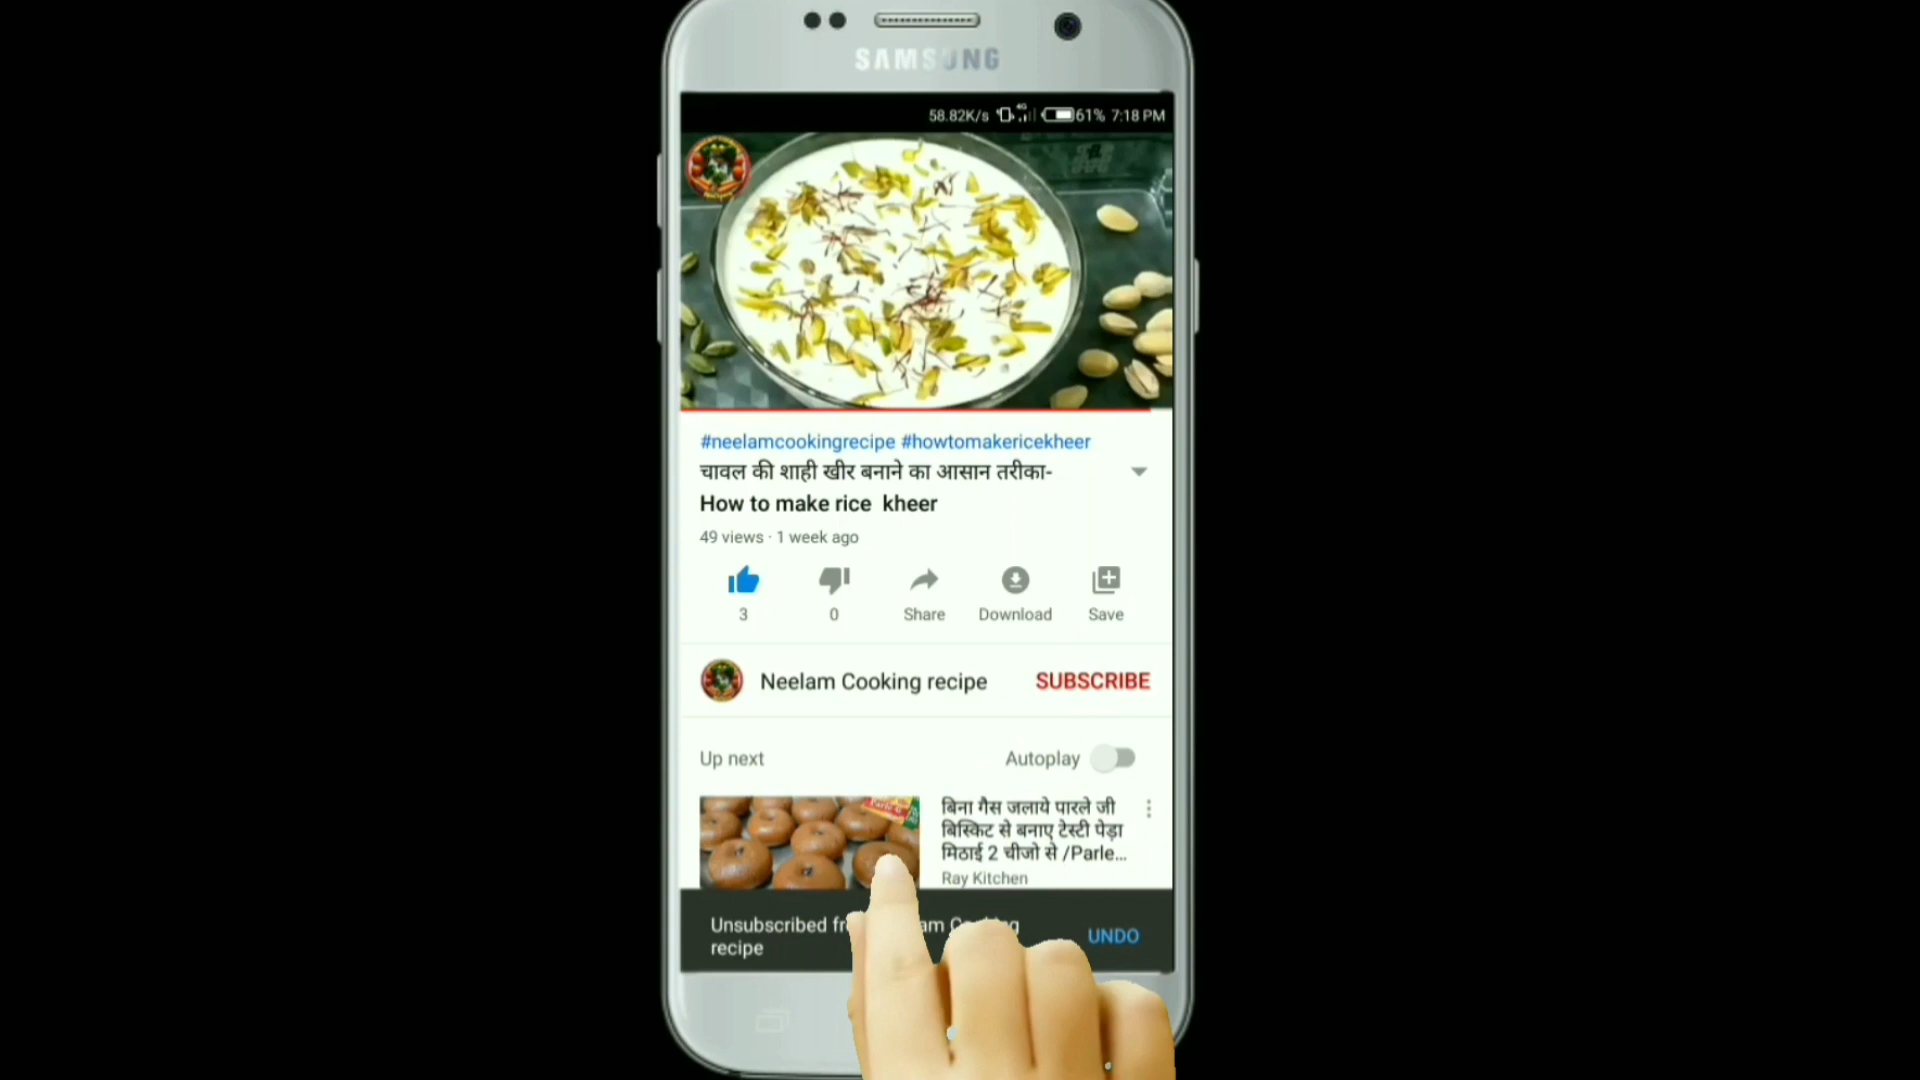 SAMSUNG
58.82K/s 4G 61% 7:18 PM
#neelamcookingrecipe #howtomakericekheer
चावल की शाही खीर बनाने का आसान तरीका-
How to make rice kheer
49 views · 1 week ago
3 0 Share Download Save
Neelam Cooking recipe SUBSCRIBE
Up next Autoplay
बिना गैस जलाये पारले जी
बिस्किट से बनाए टेस्टी पेड़ा
मिठाई 2 चीजो से /Parle...
Ray Kitchen
Unsubscribed
recipe
UNDO